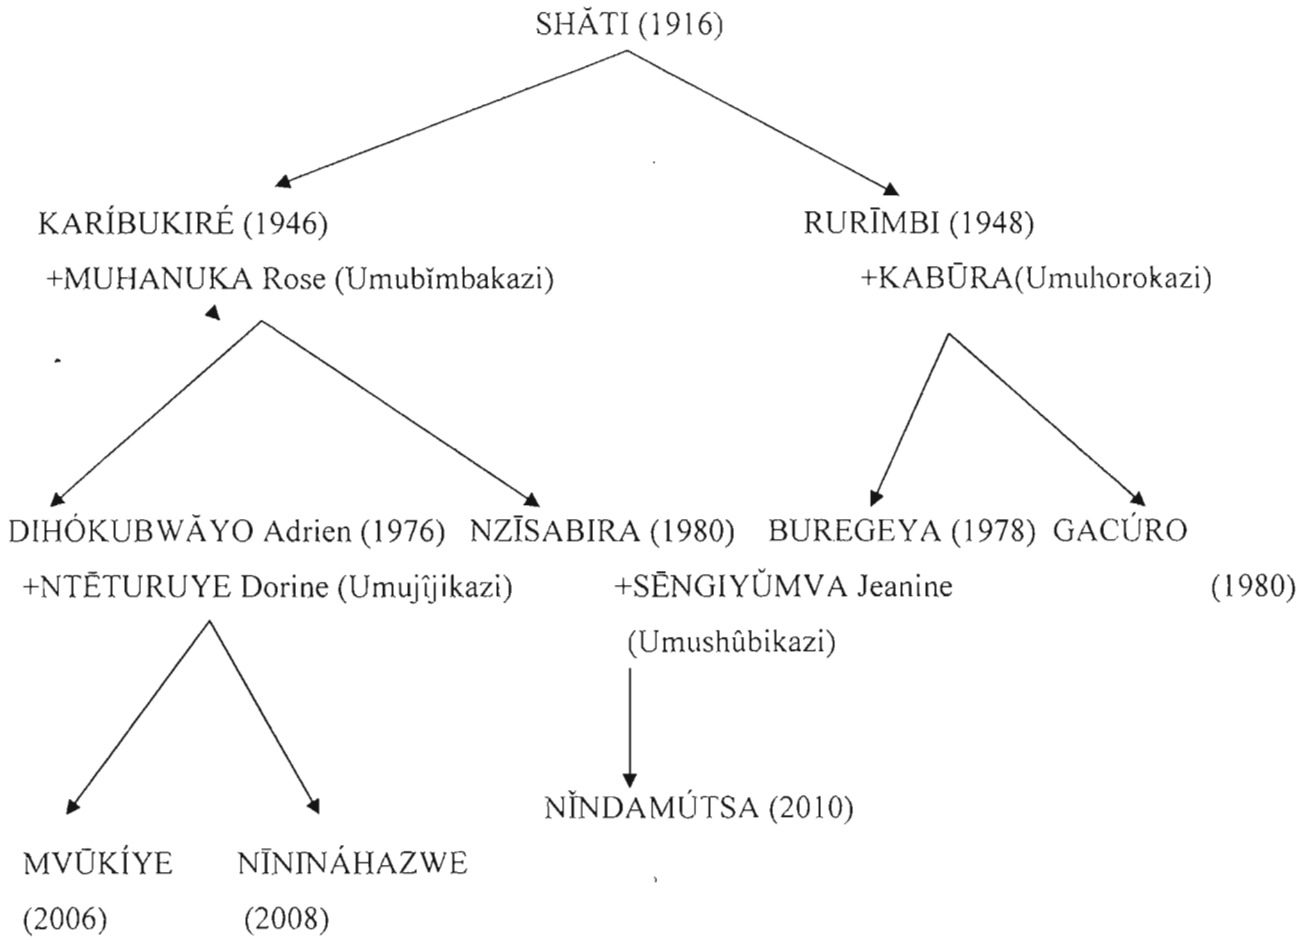 SHĂTI (1916)
KARÍBUKIRÉ (1946) RURĪMBI (1948)
+MUHANUKA Rose (Umubĭmbakazi) +KABŪRA(Umuhorokazi)
DIHÓKUBWĂYO Adrien (1976) NZĪSABIRA (1980) BUREGEYA (1978) GACÚRO
+NTĒTURUYE Dorine (Umujîjikazi) +SĒNGIYŬMVA Jeanine (1980)
(Umushûbikazi)
NĬNDAMÚTSA (2010)
MVŪKÍYE NĪNINÁHAZWE
(2006) (2008)